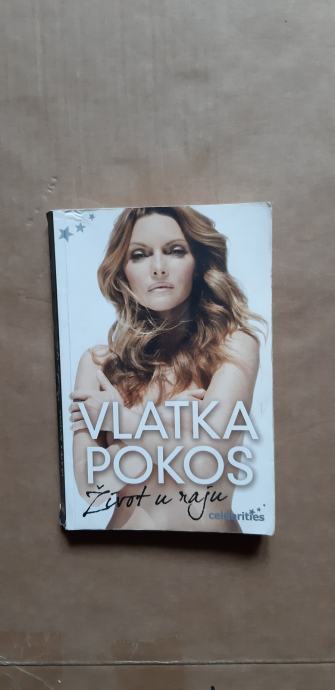 VLATKA
POKOS
Život u raju
celebrities